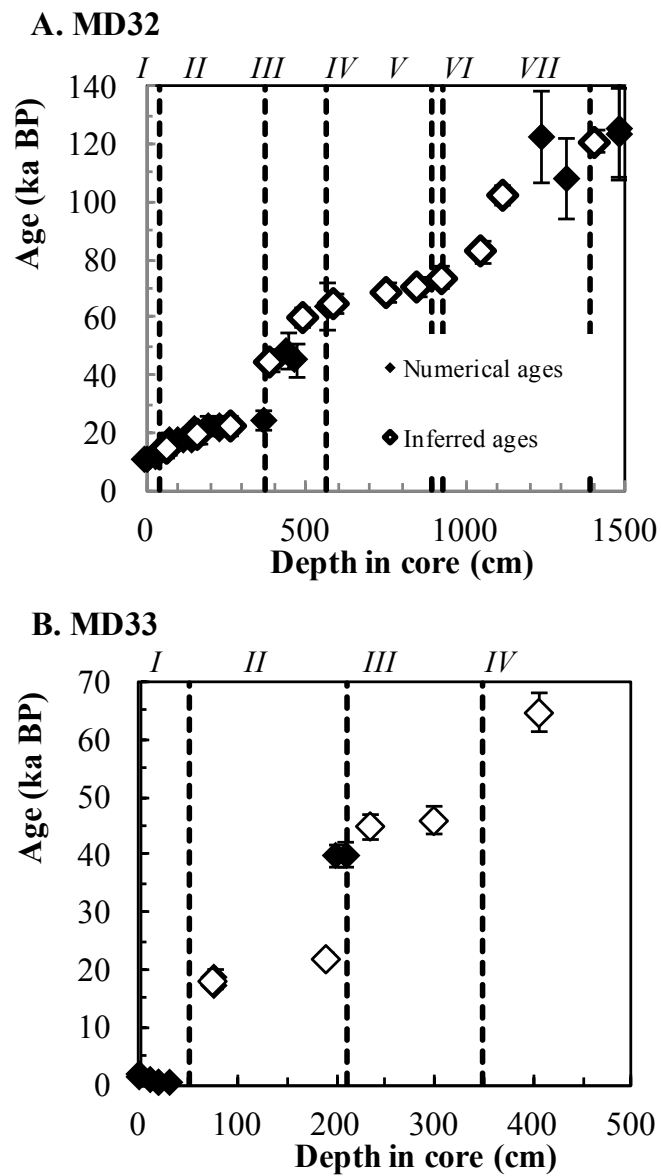 A. MD32
I II III IV V VI VII
140
120
100
80
60
40
20
0
Age (ka BP)
Numerical ages
Inferred ages
0 500 1000 1500
Depth in core (cm)
B. MD33
I II III IV
70
60
50
40
30
20
10
0
Age (ka BP)
0 100 200 300 400 500
Depth in core (cm)